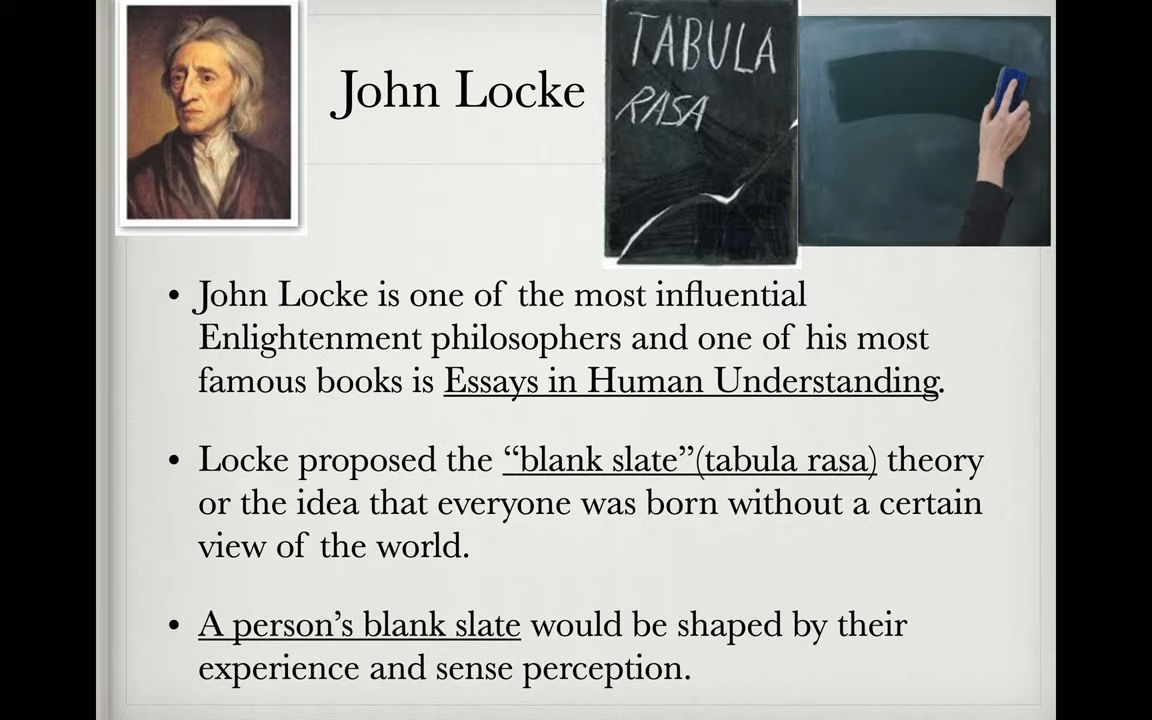 John Locke
TABULA
RASA
• John Locke is one of the most influential
Enlightenment philosophers and one of his most
famous books is Essays in Human Understanding.
• Locke proposed the “blank slate”(tabula rasa) theory
or the idea that everyone was born without a certain
view of the world.
• A person’s blank slate would be shaped by their
experience and sense perception.